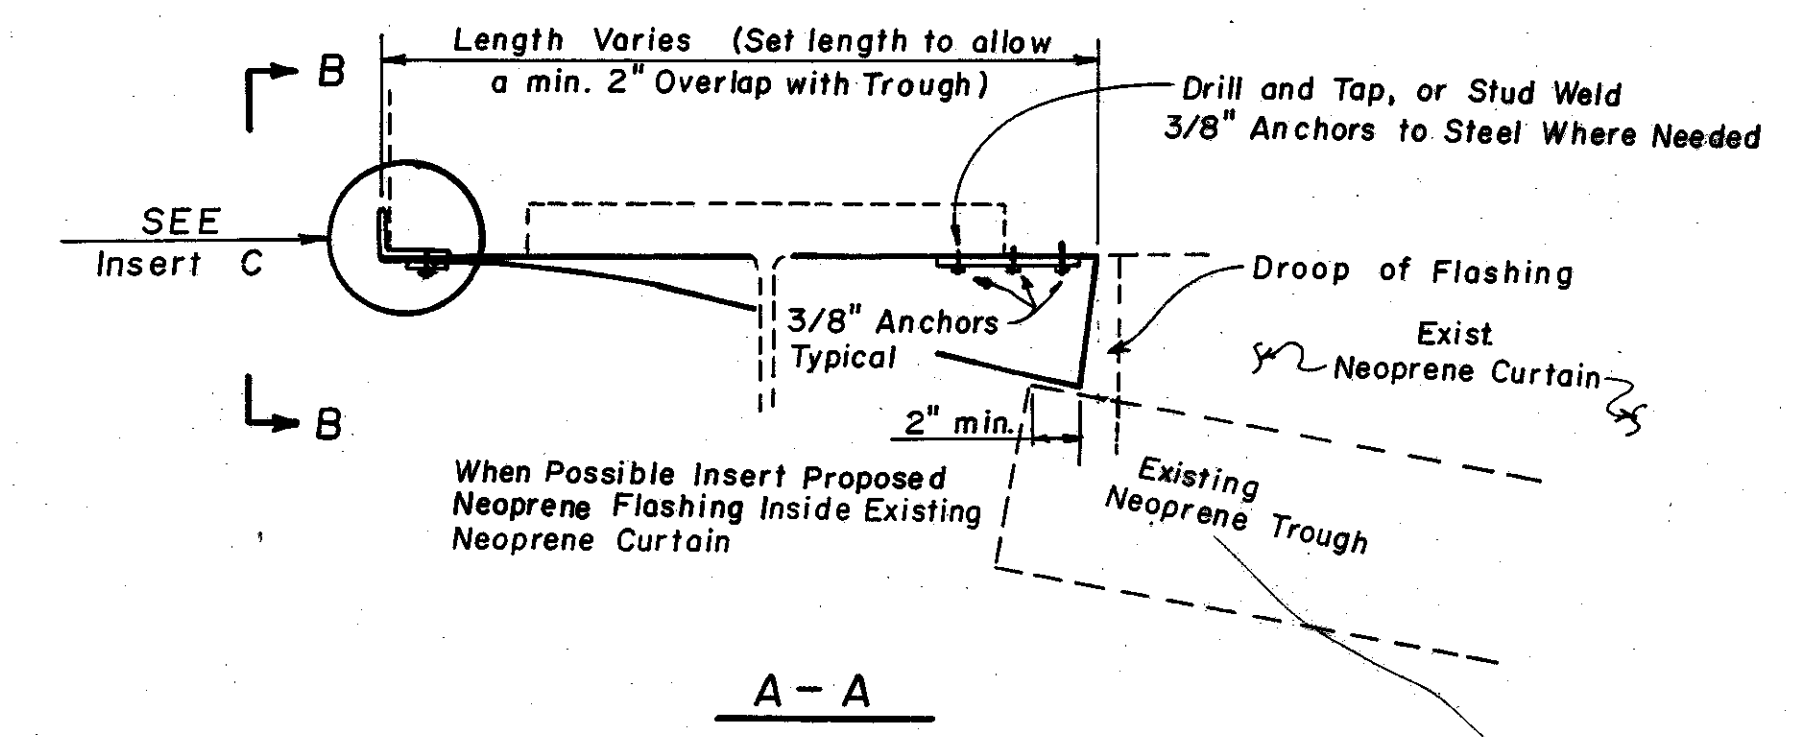 Length Varies (Set length to allow
a min. 2" Overlap with Trough)
B
Drill and Tap, or Stud Weld
3/8" Anchors to Steel Where Needed
SEE
Insert C
Droop of Flashing
3/8" Anchors
Typical
Exist.
Neoprene Curtain
B
2" min.
When Possible Insert Proposed
Neoprene Flashing Inside Existing
Neoprene Curtain
Existing
Neoprene Trough
A - A